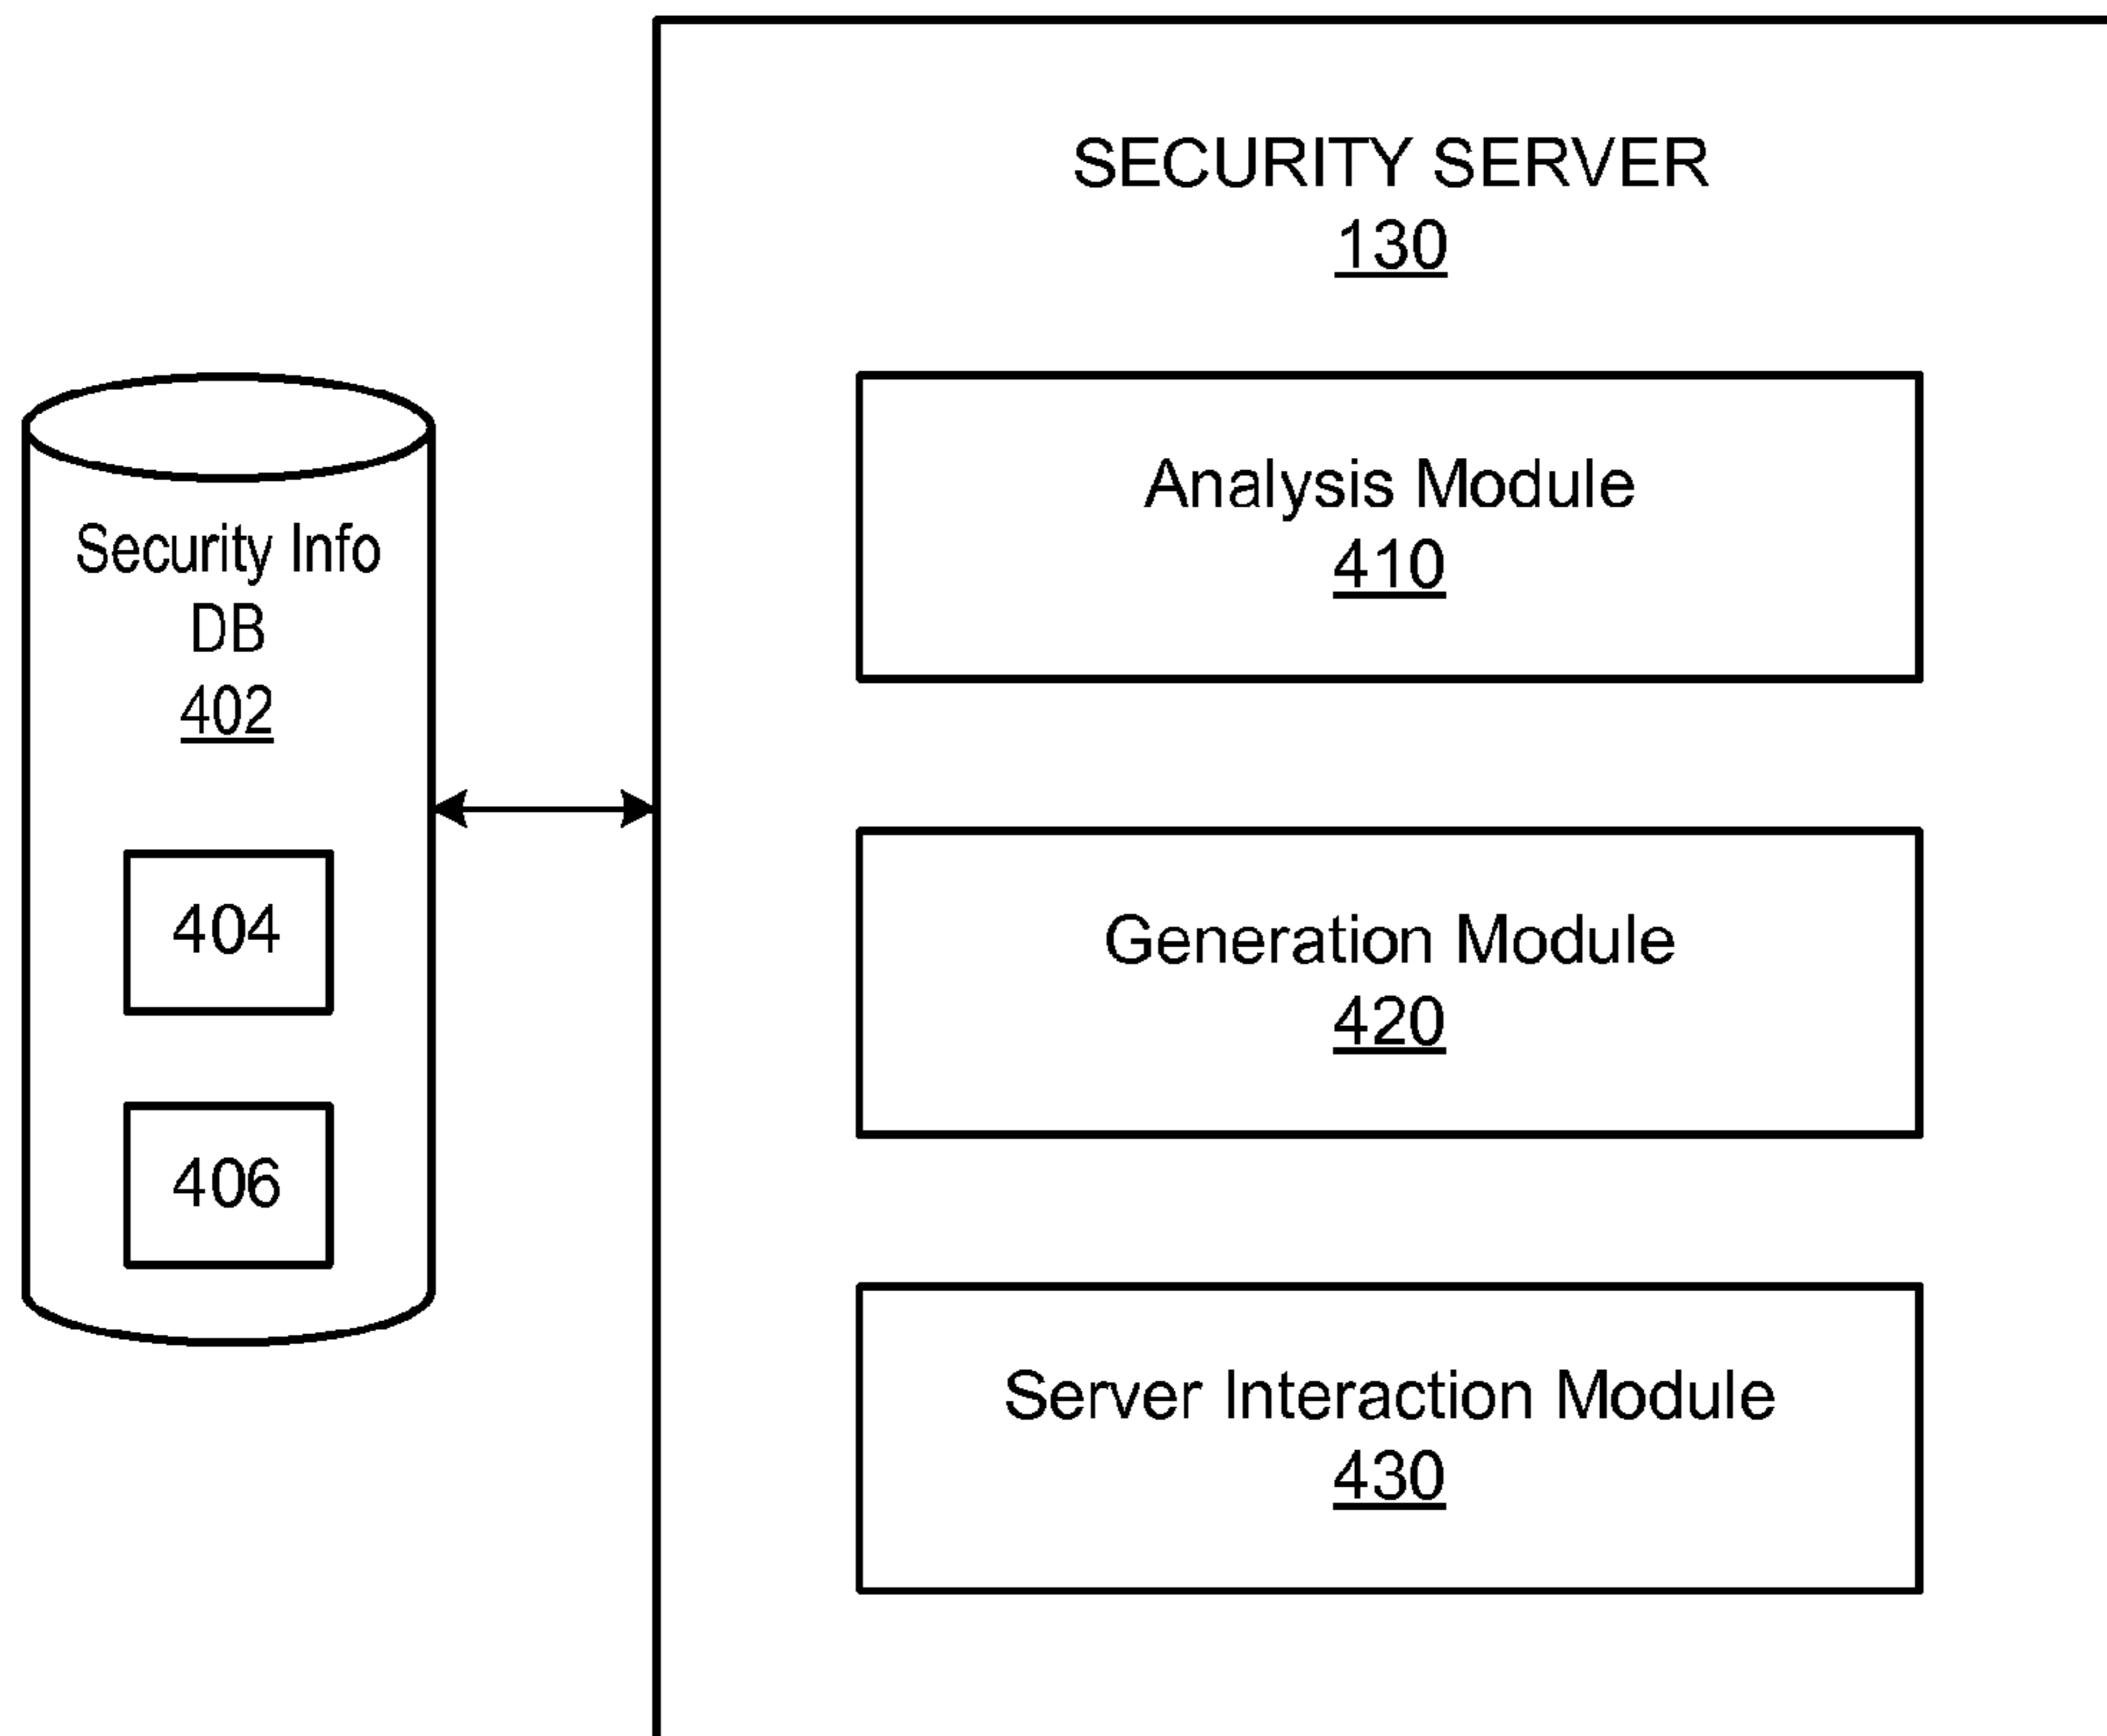 SECURITY SERVER
130
Security Info
DB
402
404
406
Analysis Module
410
Generation Module
420
Server Interaction Module
430